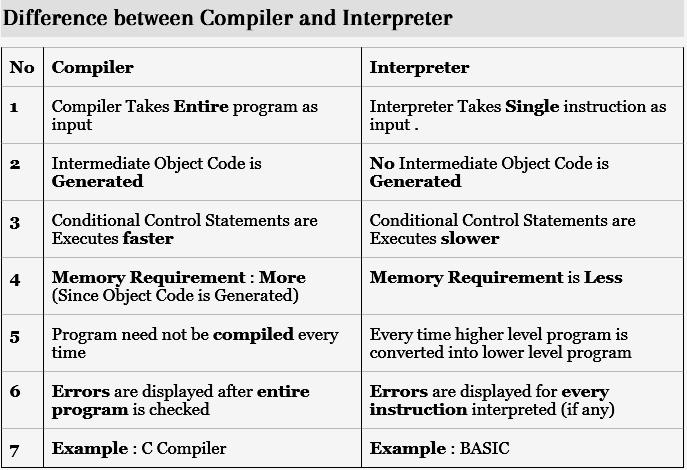 Difference between Compiler and Interpreter
No Compiler Interpreter
1 Compiler Takes Entire program as Interpreter Takes Single instruction as
input input .
2 Intermediate Object Code is No Intermediate Object Code is
Generated Generated
3 Conditional Control Statements are Conditional Control Statements are
Executes faster Executes slower
4 Memory Requirement : More Memory Requirement is Less
(Since Object Code is Generated)
5 Program need not be compiled every Every time higher level program is
time converted into lower level program
6 Errors are displayed after entire Errors are displayed for every
program is checked instruction interpreted (if any)
7 Example : C Compiler Example : BASIC